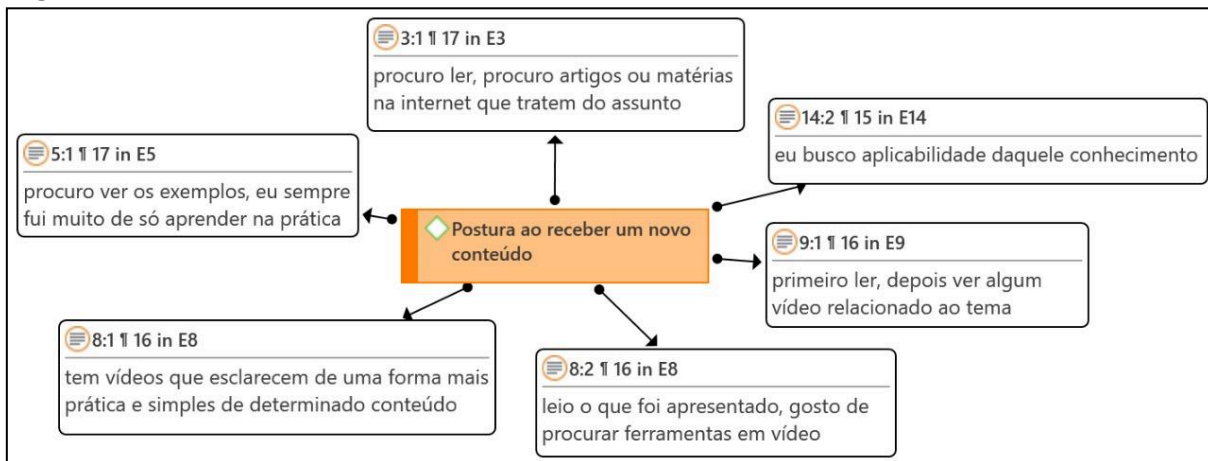 3:1 ¶ 17 in E3
procuro ler, procuro artigos ou matérias
na internet que tratem do assunto
14:2 ¶ 15 in E14
eu busco aplicabilidade daquele conhecimento
5:1 ¶ 17 in E5
procuro ver os exemplos, eu sempre
fui muito de só aprender na prática
Postura ao receber um novo
conteúdo
9:1 ¶ 16 in E9
primeiro ler, depois ver algum
vídeo relacionado ao tema
8:1 ¶ 16 in E8
tem vídeos que esclarecem de uma forma mais
prática e simples de determinado conteúdo
8:2 ¶ 16 in E8
leio o que foi apresentado, gosto de
procurar ferramentas em vídeo